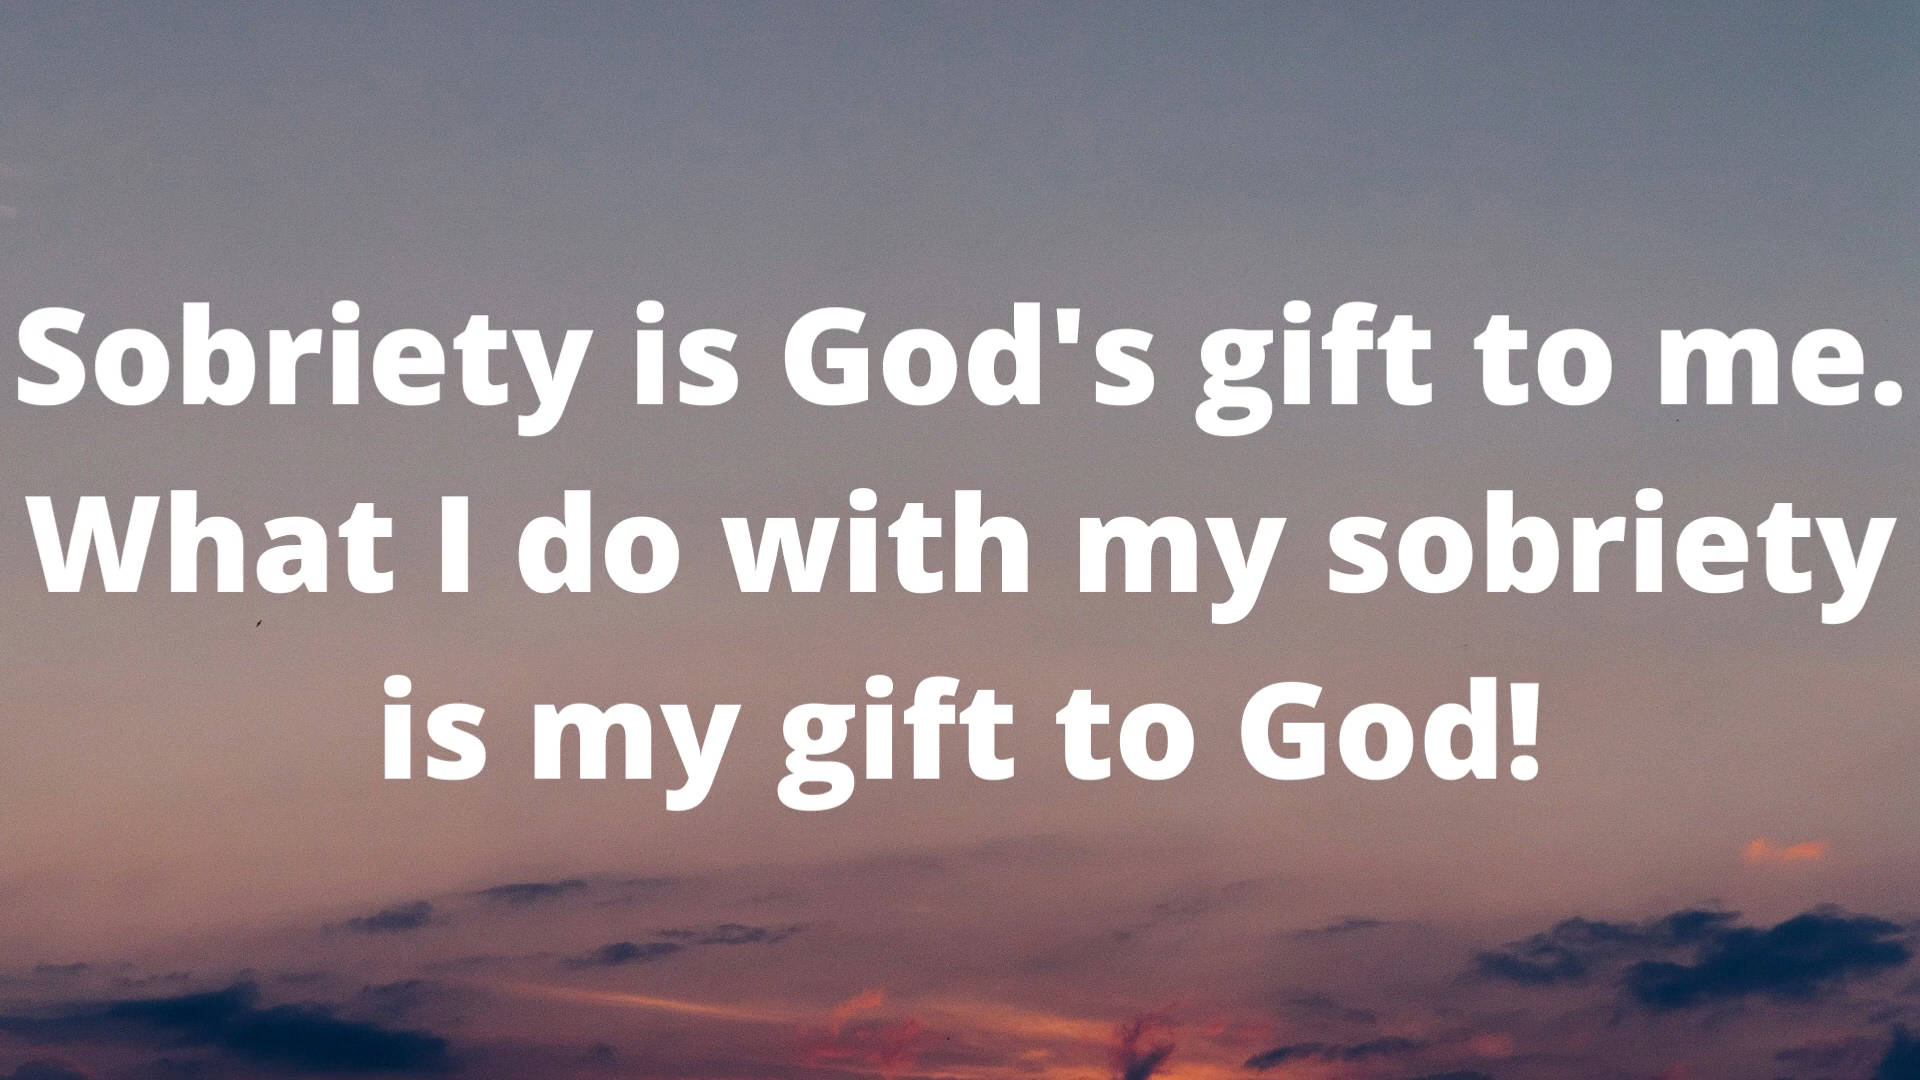 Sobriety is God's gift to me.
What I do with my sobriety
is my gift to God!